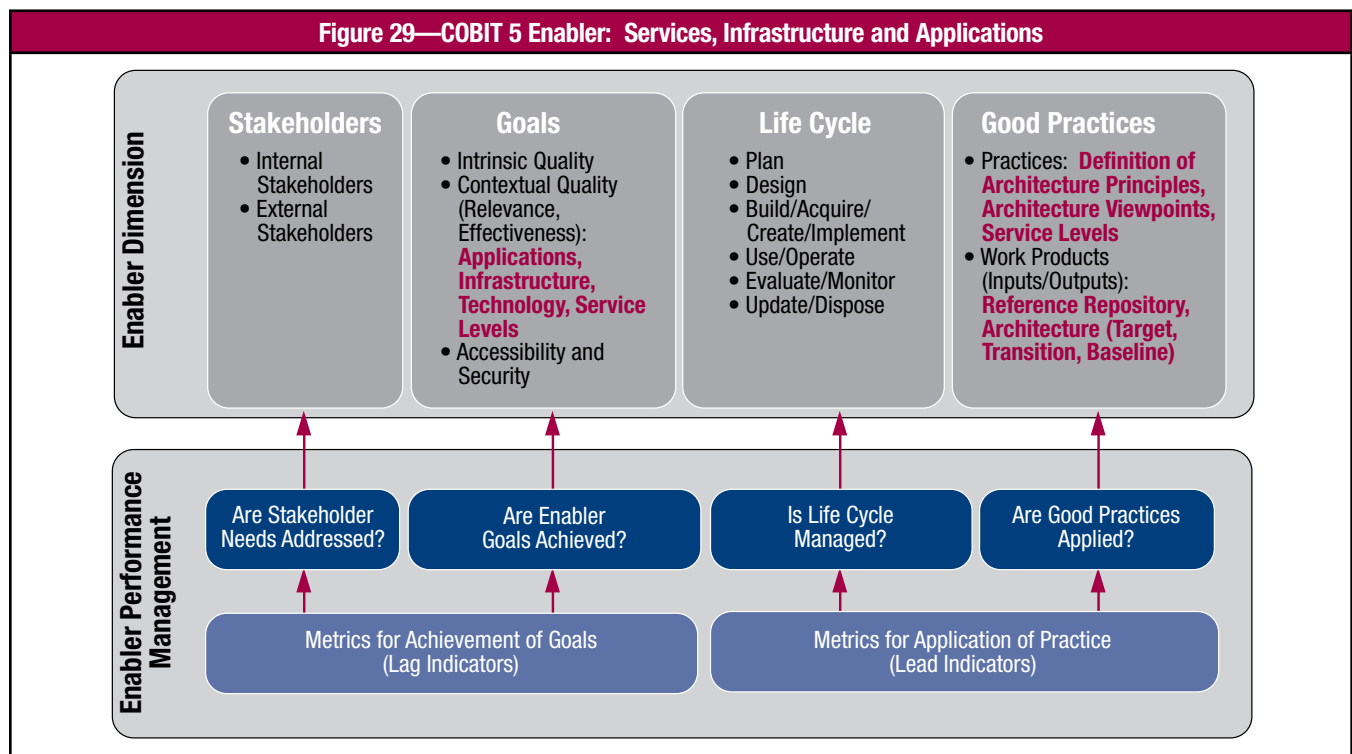 Figure 29—COBIT 5 Enabler: Services, Infrastructure and Applications
Enabler Dimension
Stakeholders
• Internal
Stakeholders
• External
Stakeholders
Goals
• Intrinsic Quality
• Contextual Quality
(Relevance,
Effectiveness):
Applications,
Infrastructure,
Technology, Service
Levels
• Accessibility and
Security
Life Cycle
• Plan
• Design
• Build/Acquire/
Create/Implement
• Use/Operate
• Evaluate/Monitor
• Update/Dispose
Good Practices
• Practices: Definition of
Architecture Principles,
Architecture Viewpoints,
Service Levels
• Work Products
(Inputs/Outputs):
Reference Repository,
Architecture (Target,
Transition, Baseline)
Enabler Performance
Management
Are Stakeholder
Needs Addressed?
Are Enabler
Goals Achieved?
Is Life Cycle
Managed?
Are Good Practices
Applied?
Metrics for Achievement of Goals
(Lag Indicators)
Metrics for Application of Practice
(Lead Indicators)